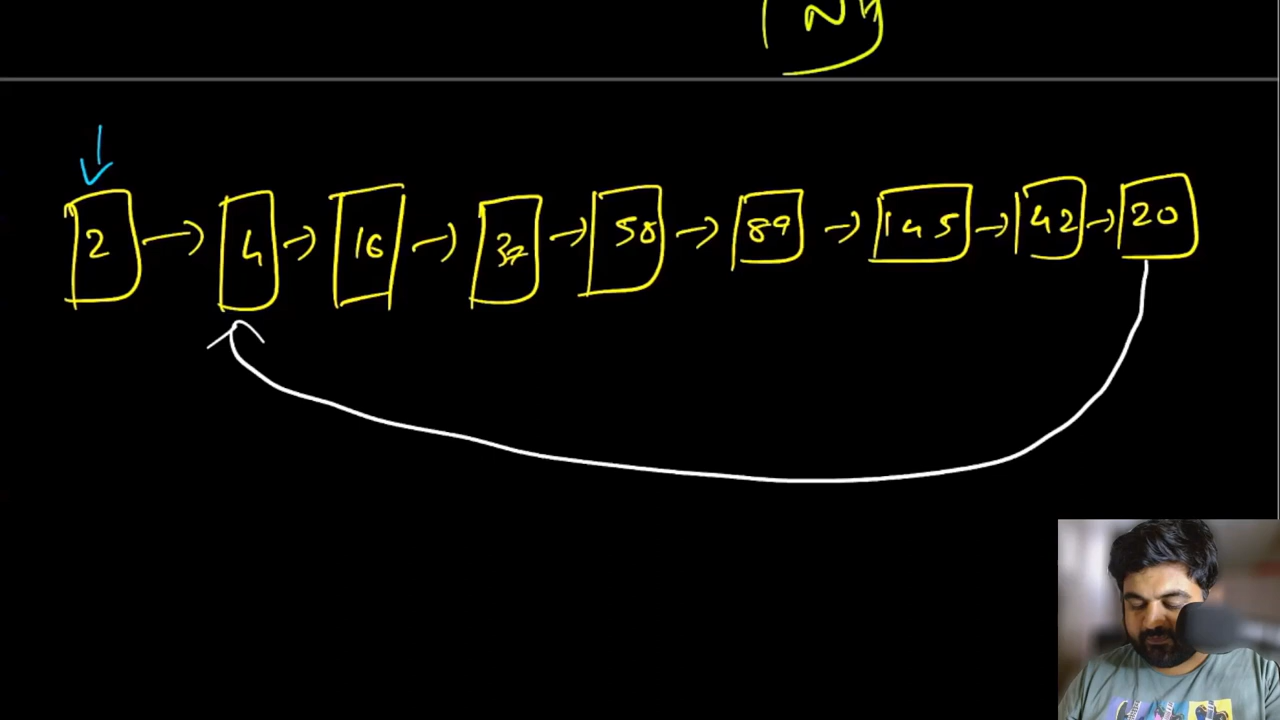 2 → 4 → 16 → 37 → 58 → 89 → 145 → 42 → 20